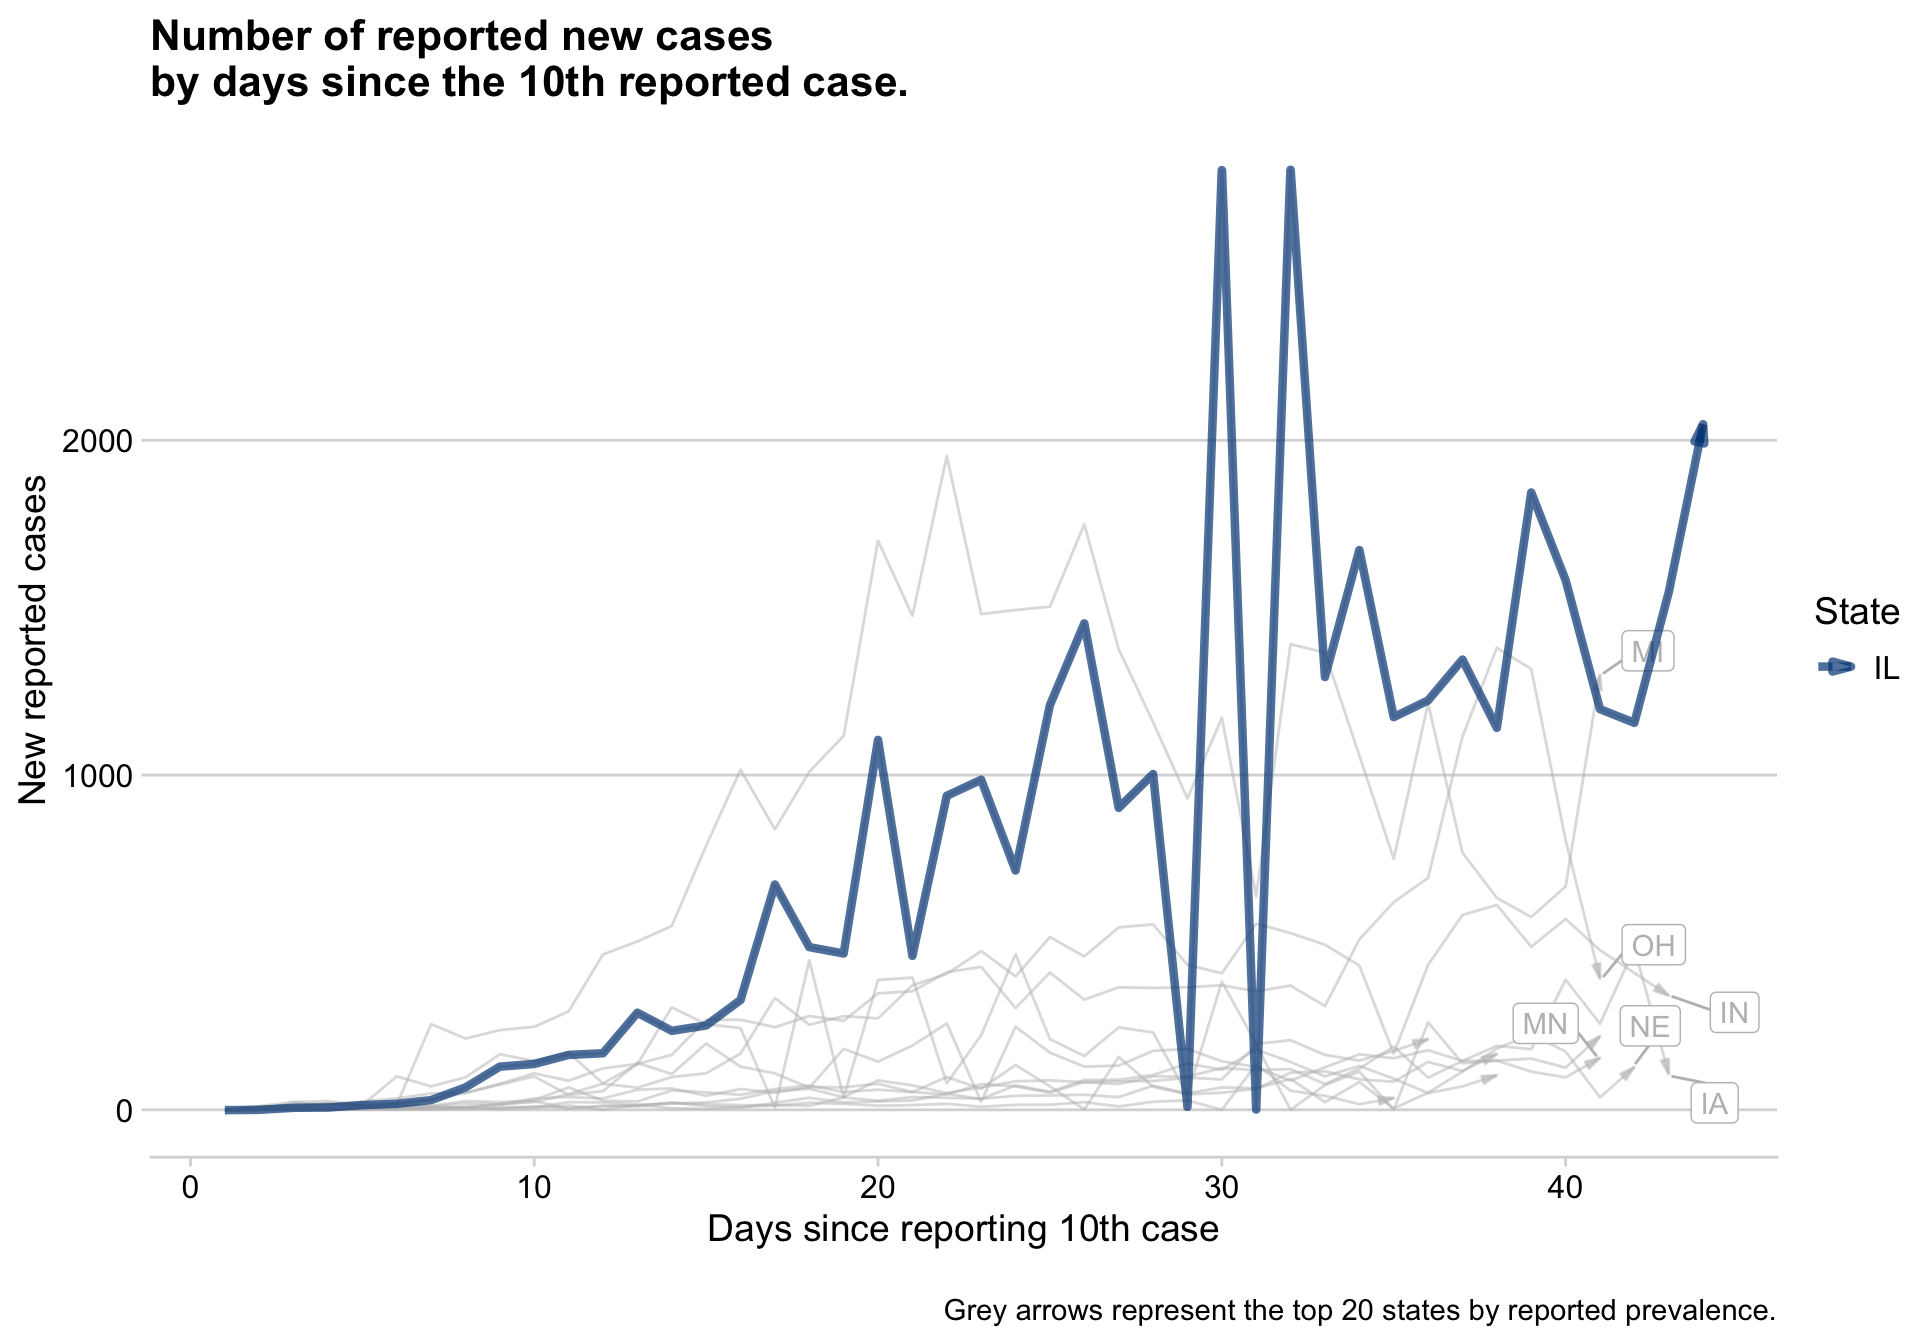 Number of reported new cases
by days since the 10th reported case.
New reported cases
2000
1000
0
MI
OH
IN
MN
NE
IA
State
IL
0 10 20 30 40
Days since reporting 10th case
Grey arrows represent the top 20 states by reported prevalence.